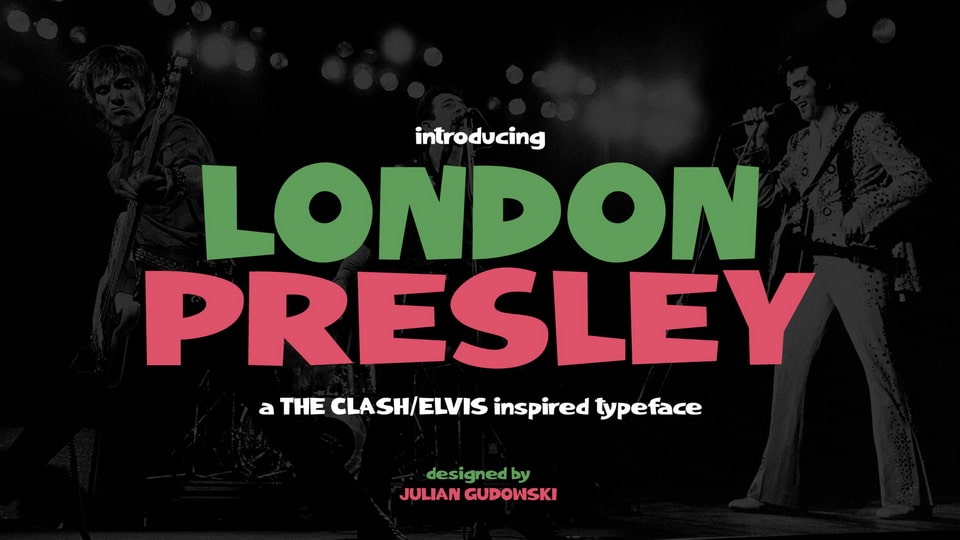 introducing
LONDON
PRESLEY
a THE CLASH/ELVIS inspired typeface
designed by
JULIAN GUDOWSKI